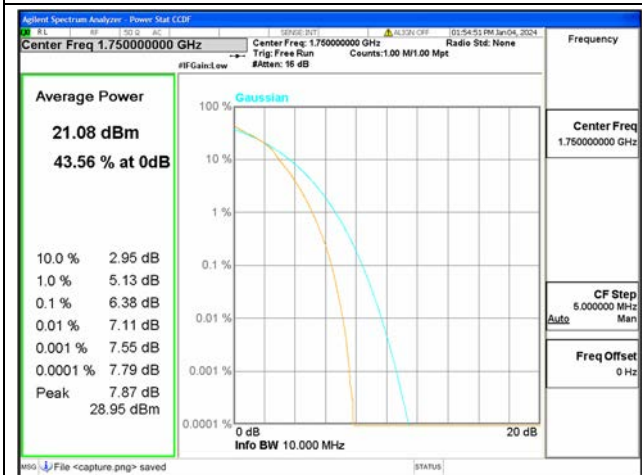 Agilent Spectrum Analyzer - Power Stat CCDF
RL RF 50 Ω AC SENSE:INT ALIGN OFF 01:54:51 PM Jan 04, 2024
Center Freq 1.750000000 GHz
Center Freq: 1.750000000 GHz Radio Std: None
Trig: Free Run Counts:1.00 M/1.00 Mpt
#IFGain:Low #Atten: 16 dB
Frequency
Average Power
21.08 dBm
43.56 % at 0dB
10.0 % 2.95 dB
1.0 % 5.13 dB
0.1 % 6.38 dB
0.01 % 7.11 dB
0.001 % 7.55 dB
0.0001 % 7.79 dB
Peak 7.87 dB
28.95 dBm
Gaussian
100 %
10 %
1 %
0.1 %
0.01 %
0.001 %
0.0001 %
0 dB 20 dB
Info BW 10.000 MHz
Center Freq
1.750000000 GHz
CF Step
5.000000 MHz
Auto Man
Freq Offset
0 Hz
MSG File <capture.png> saved STATUS